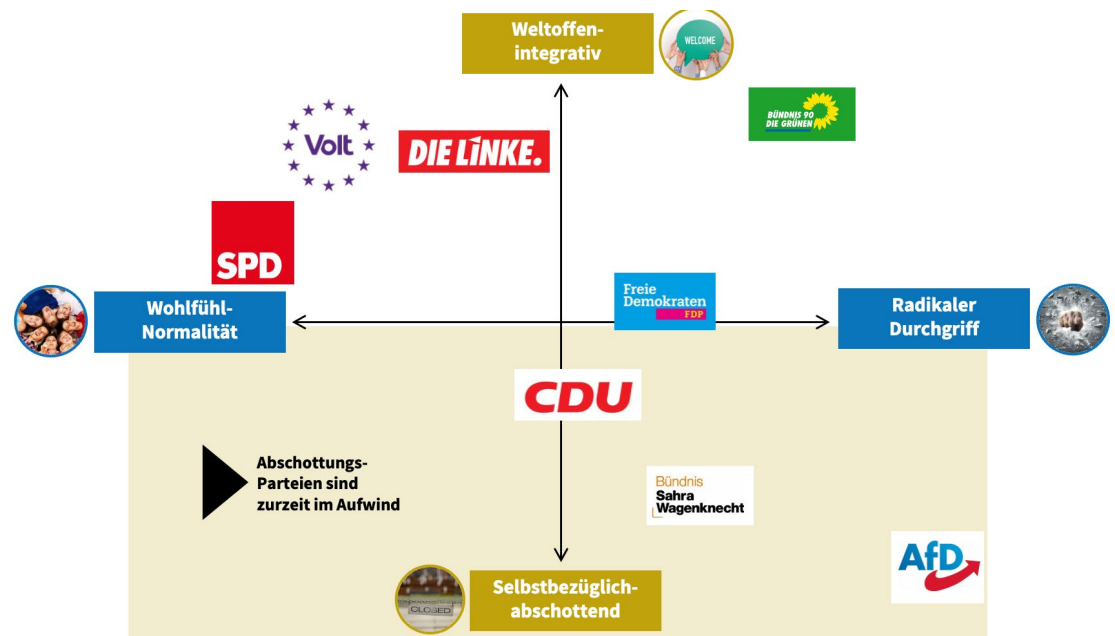 Weltoffen-
integrativ
WELCOME
BÜNDNIS 90
DIE GRÜNEN
Volt
DIE LINKE.
SPD
Wohlfühl-
Normalität
Freie
Demokraten
FDP
Radikaler
Durchgriff
CDU
Abschottungs-
Parteien sind
zurzeit im Aufwind
Bündnis
Sahra
Wagenknecht
AfD
CLOSED
Selbstbezüglich-
abschottend